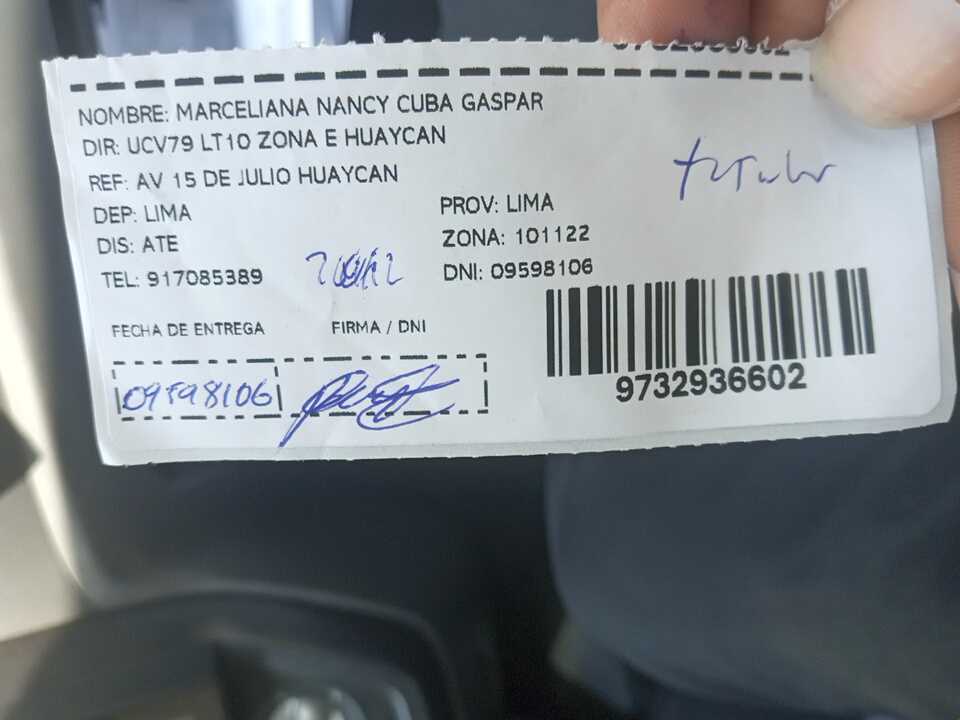 NOMBRE: MARCELIANA NANCY CUBA GASPAR
DIR: UCV79 LT10 ZONA E HUAYCAN
REF: AV 15 DE JULIO HUAYCAN
titular
DEP: LIMA PROV: LIMA
DIS: ATE ZONA: 101122
TEL: 917085389 DNI: 09598106
FECHA DE ENTREGA FIRMA / DNI
09598106
9732936602